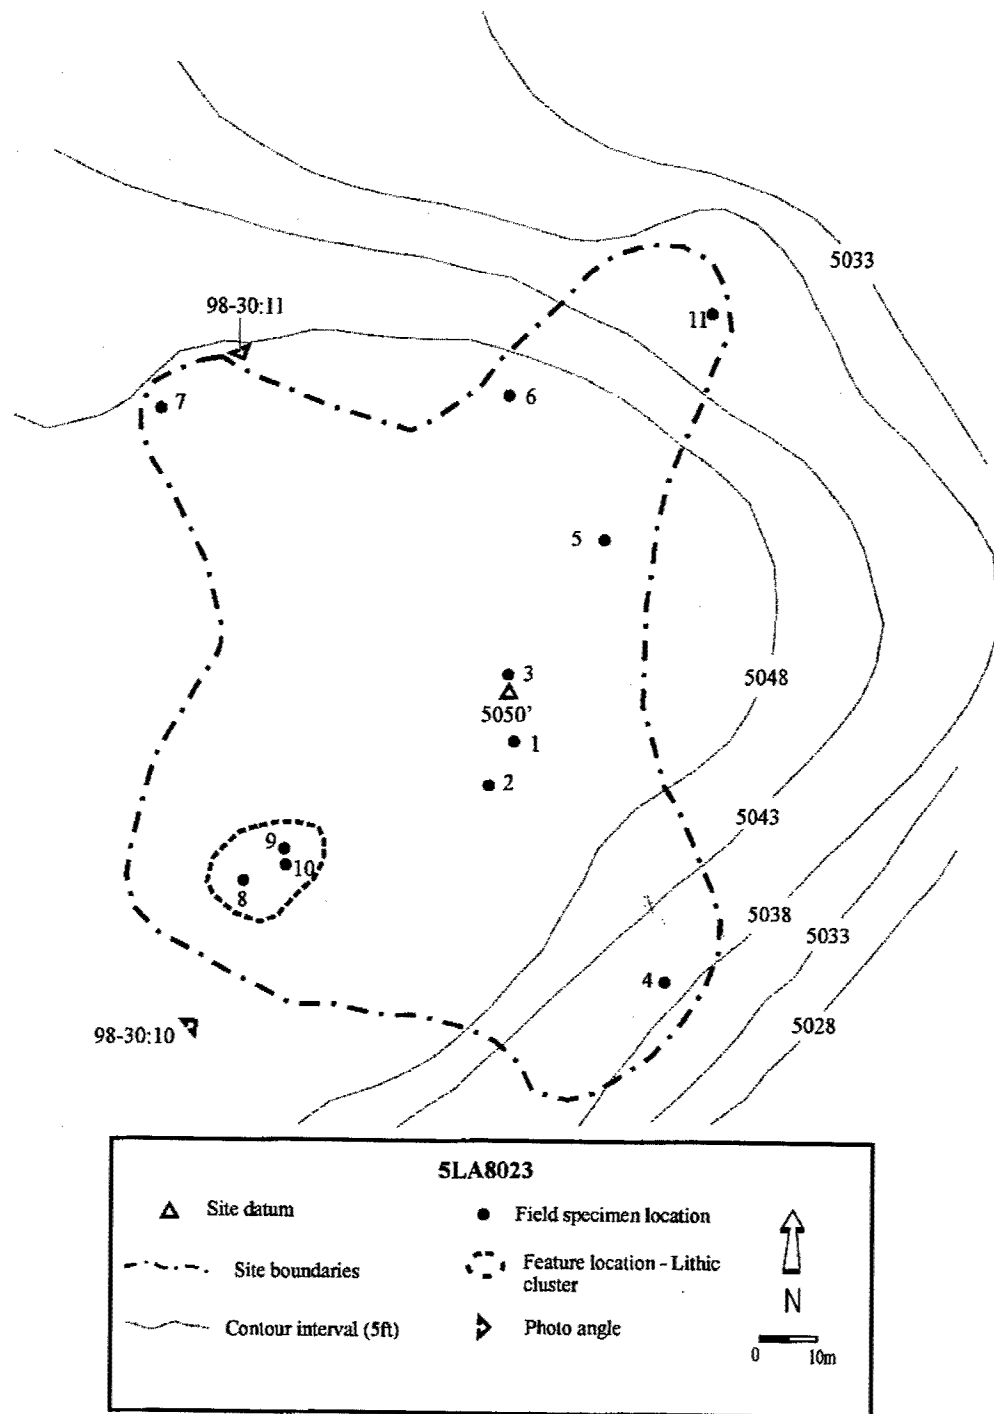 5033
98-30:11
11
7
6
5
3
5048
5050'
1
2
5043
9
10
8
5038
5033
4
5028
98-30:10
5LA8023
Site datum
Field specimen location
Site boundaries
Feature location - Lithic
cluster
Contour interval (5ft)
Photo angle
N
0 10m